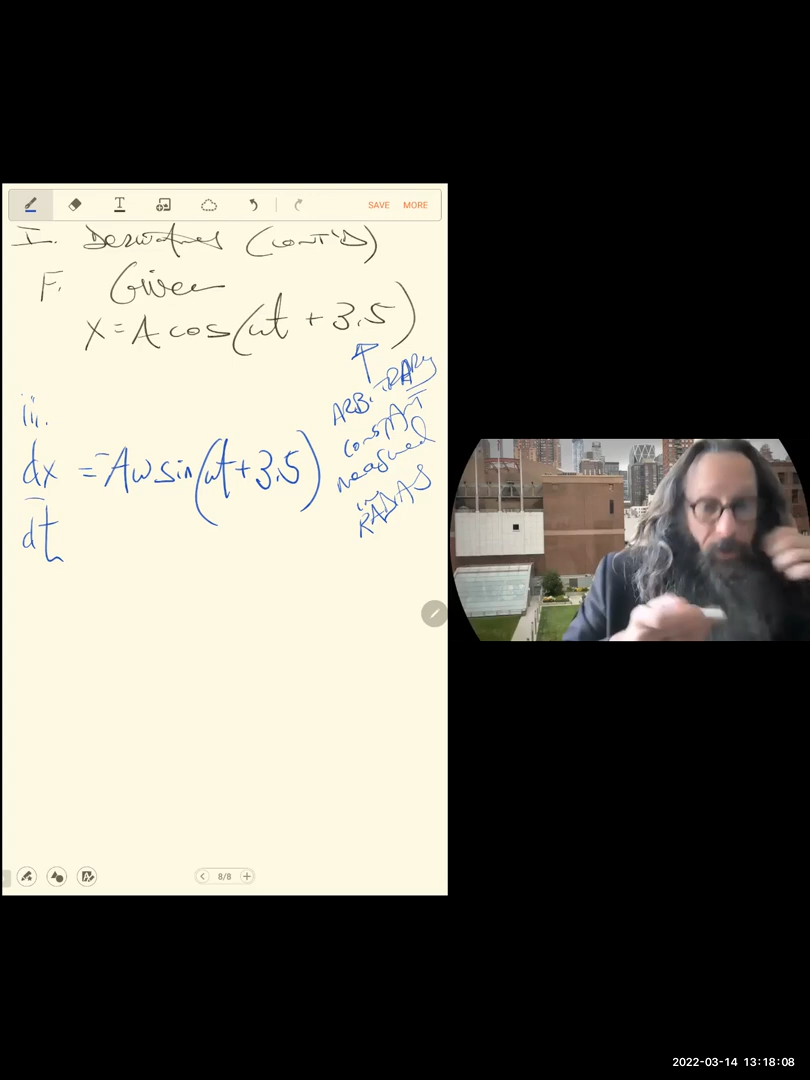 T
SAVE MORE
I. Derivatives (CONT'D)
F. Given
x = A cos(ωt + 3.5)
ARBITRARY
CONSTANT
measured
in
RADIANS
iii.
dx = -Aω sin(ωt + 3.5)
dt
8/8
2022-03-14 13:18:08